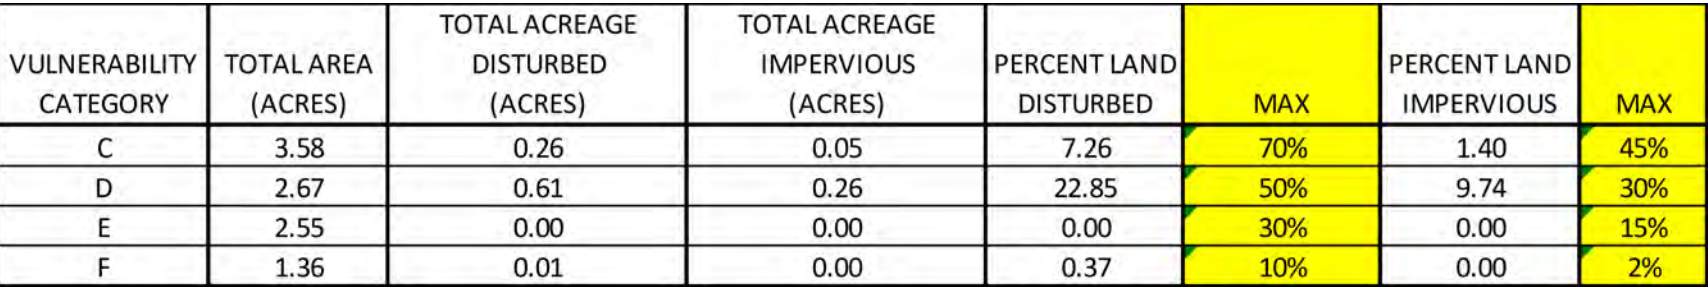 VULNERABILITY CATEGORY | TOTAL AREA (ACRES) | TOTAL ACREAGE DISTURBED (ACRES) | TOTAL ACREAGE IMPERVIOUS (ACRES) | PERCENT LAND DISTURBED | MAX | PERCENT LAND IMPERVIOUS | MAX
C | 3.58 | 0.26 | 0.05 | 7.26 | 70% | 1.40 | 45%
D | 2.67 | 0.61 | 0.26 | 22.85 | 50% | 9.74 | 30%
E | 2.55 | 0.00 | 0.00 | 0.00 | 30% | 0.00 | 15%
F | 1.36 | 0.01 | 0.00 | 0.37 | 10% | 0.00 | 2%